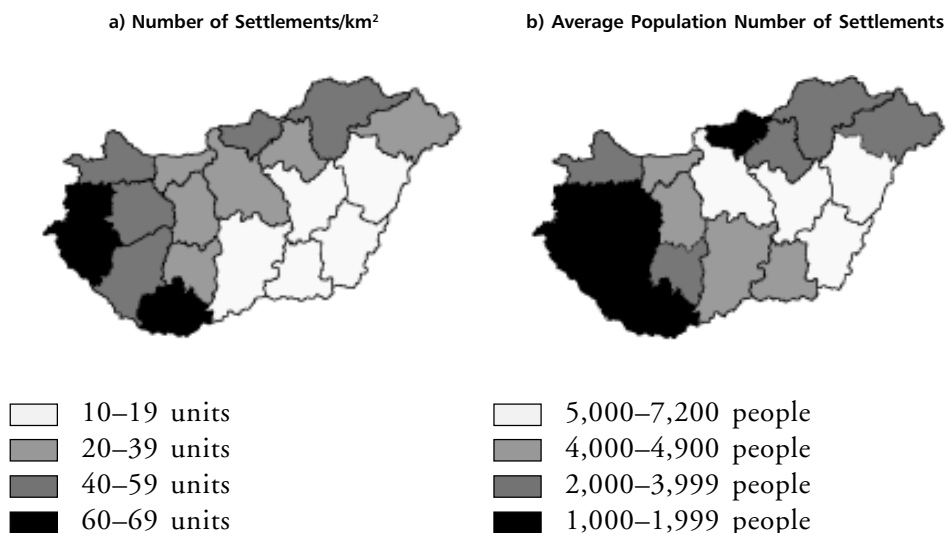 a) Number of Settlements/km²
b) Average Population Number of Settlements
10–19 units
20–39 units
40–59 units
60–69 units
5,000–7,200 people
4,000–4,900 people
2,000–3,999 people
1,000–1,999 people